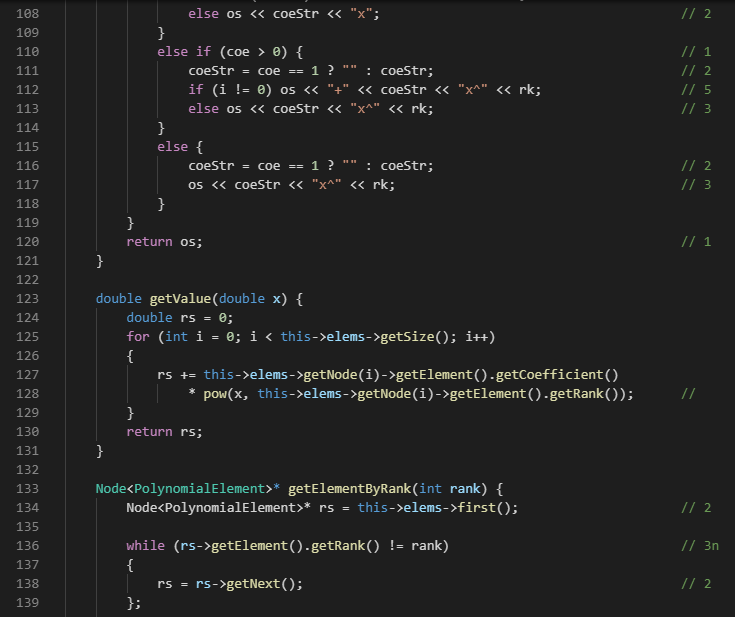 108 else os << coeStr << "x"; // 2
109 }
110 else if (coe > 0) { // 1
111 coeStr = coe == 1 ? "" : coeStr; // 2
112 if (i != 0) os << "+" << coeStr << "x^" << rk; // 5
113 else os << coeStr << "x^" << rk; // 3
114 }
115 else {
116 coeStr = coe == 1 ? "" : coeStr; // 2
117 os << coeStr << "x^" << rk; // 3
118 }
119 }
120 return os; // 1
121 }
122
123 double getValue(double x) {
124 double rs = 0;
125 for (int i = 0; i < this->elems->getSize(); i++)
126 {
127 rs += this->elems->getNode(i)->getElement().getCoefficient()
128 * pow(x, this->elems->getNode(i)->getElement().getRank()); //
129 }
130 return rs;
131 }
132
133 Node<PolynomialElement>* getElementByRank(int rank) {
134 Node<PolynomialElement>* rs = this->elems->first(); // 2
135
136 while (rs->getElement().getRank() != rank) // 3n
137 {
138 rs = rs->getNext(); // 2
139 };